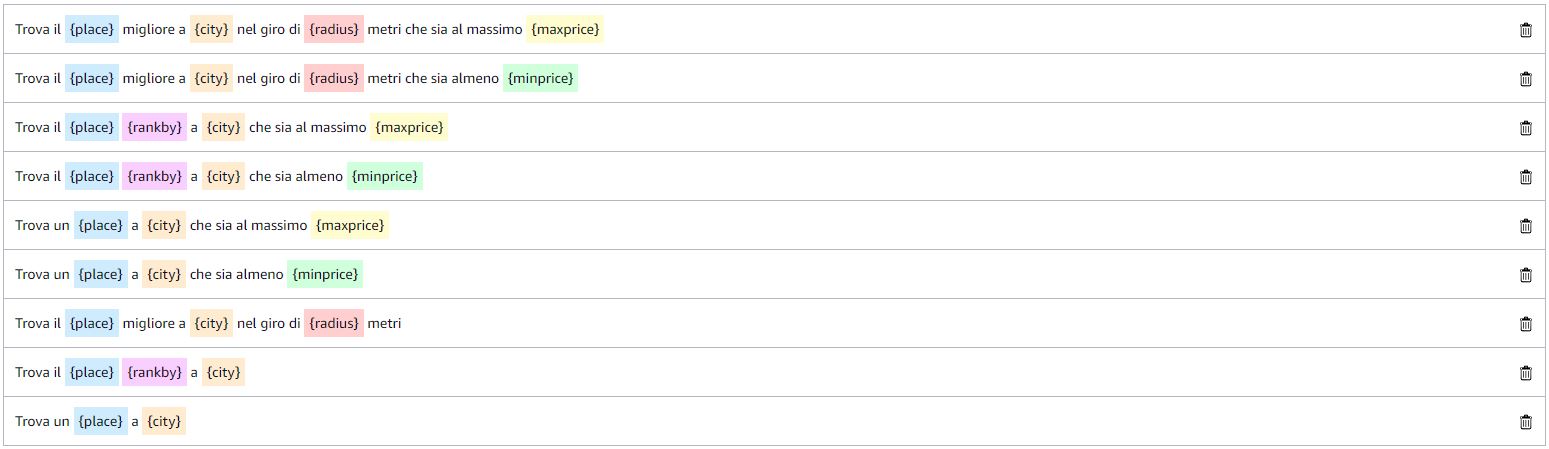 Trova il {place} migliore a {city} nel giro di {radius} metri che sia al massimo {maxprice}
Trova il {place} migliore a {city} nel giro di {radius} metri che sia almeno {minprice}
Trova il {place} {rankby} a {city} che sia al massimo {maxprice}
Trova il {place} {rankby} a {city} che sia almeno {minprice}
Trova un {place} a {city} che sia al massimo {maxprice}
Trova un {place} a {city} che sia almeno {minprice}
Trova il {place} migliore a {city} nel giro di {radius} metri
Trova il {place} {rankby} a {city}
Trova un {place} a {city}